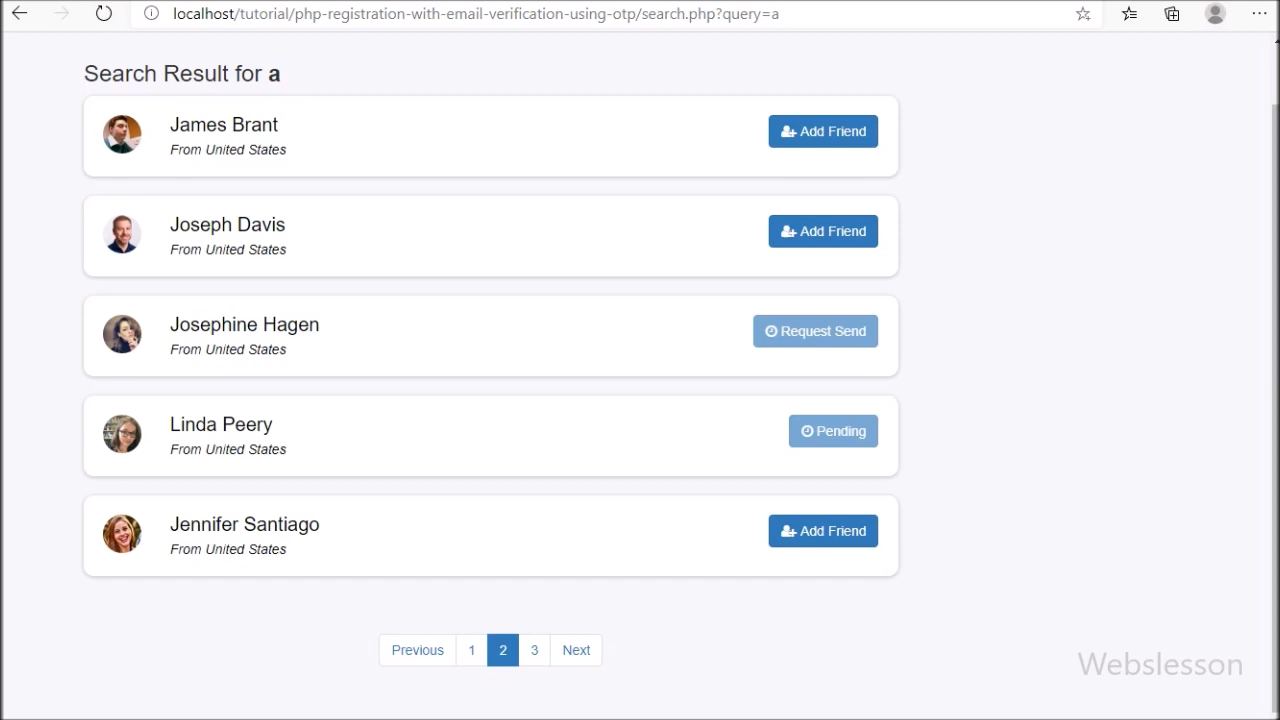 localhost/tutorial/php-registration-with-email-verification-using-otp/search.php?query=a
Search Result for a
James Brant
From United States
Add Friend
Joseph Davis
From United States
Add Friend
Josephine Hagen
From United States
Request Send
Linda Peery
From United States
Pending
Jennifer Santiago
From United States
Add Friend
Previous 1 2 3 Next
Webslesson